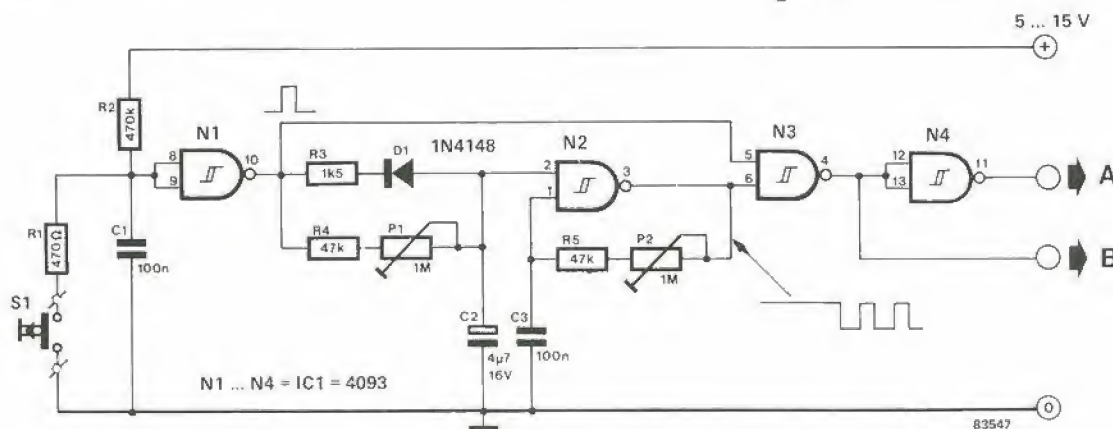 5 ... 15 V
+
R2
470k
N1
8
9
10
R3
1k5
D1
1N4148
N2
2
1
3
N3
5
6
4
N4
12
13
11
A
B
R4
47k
P1
1M
R5
47k
P2
1M
R1
470Ω
C1
100n
S1
C2
4µ7
16V
C3
100n
N1 ... N4 = IC1 = 4093
0
83547